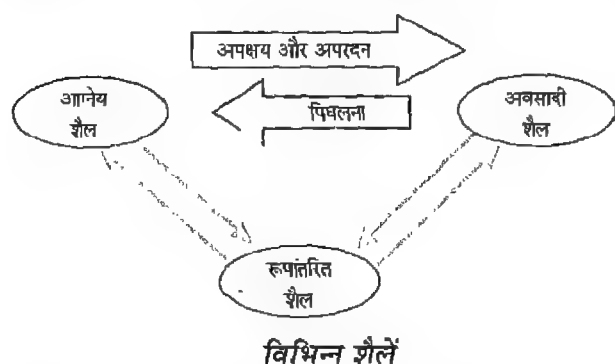 अपक्षय और अपरदन
आग्नेय
शैल
पिघलना
अवसादी
शैल
रूपांतरित
शैल
विभिन्न शैलें